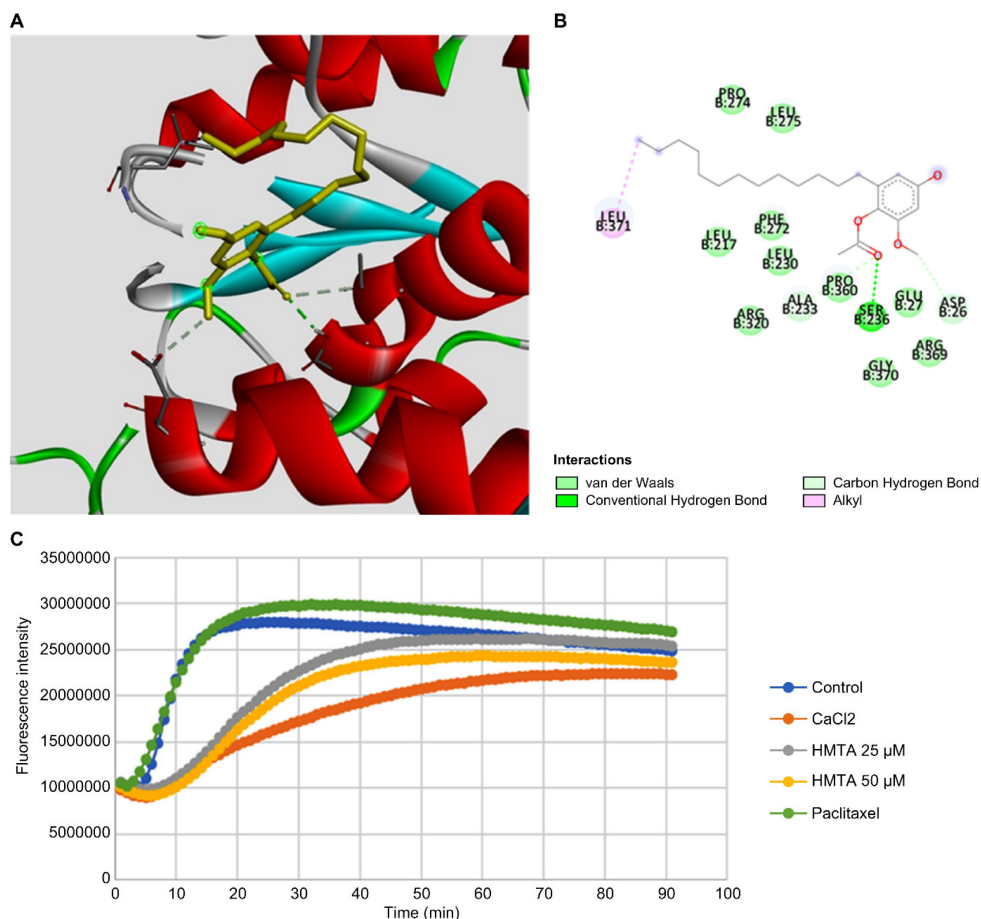 A
B
PRO
B:274
LEU
B:275
O
LEU
B:371
PHE
B:272
LEU
B:217
LEU
B:230
O
O
O
PRO
B:360
ALA
B:233
ARG
B:320
SER
B:236
GLU
B:27
ASP
B:26
ARG
B:369
GLY
B:370
Interactions
van der Waals
Conventional Hydrogen Bond
Carbon Hydrogen Bond
Alkyl
C
Fluorescence intensity
35000000
30000000
25000000
20000000
15000000
10000000
5000000
0
0 10 20 30 40 50 60 70 80 90 100
Time (min)
Control
CaCl2
HMTA 25 µM
HMTA 50 µM
Paclitaxel